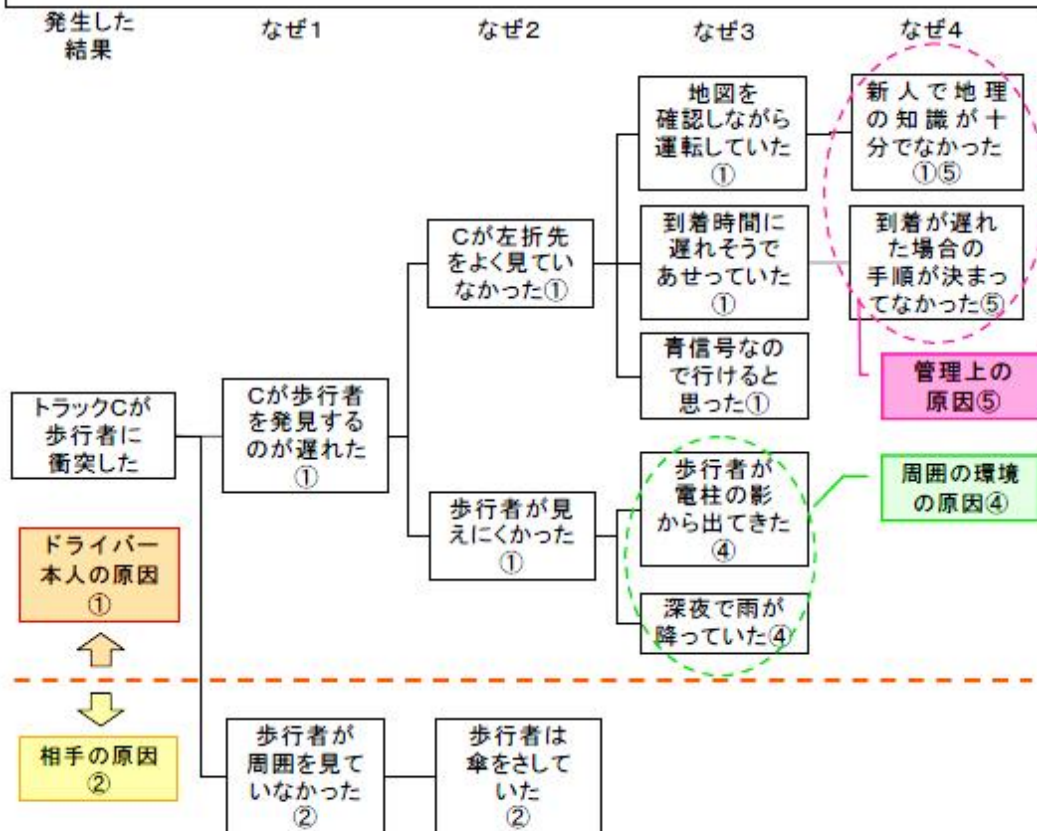 発生した
結果
なぜ1
なぜ2
なぜ3
なぜ4
地図を
確認しながら
運転していた
①
新人で地理
の知識が十
分でなかった
①⑤
Cが左折先
をよく見てい
なかった①
到着時間に
遅れそうで
あせっていた
①
到着が遅れ
た場合の
手順が決まっ
てなかった⑤
青信号なの
で行けると
思った①
管理上の
原因⑤
トラックCが
歩行者に
衝突した
Cが歩行者
を発見する
のが遅れた
①
歩行者が見
えにくかった
①
歩行者が
電柱の影
から出てきた
④
周囲の環境
の原因④
ドライバー
本人の原因
①
深夜で雨が
降っていた④
相手の原因
②
歩行者が
周囲を見て
いなかった
②
歩行者は
傘をさして
いた
②